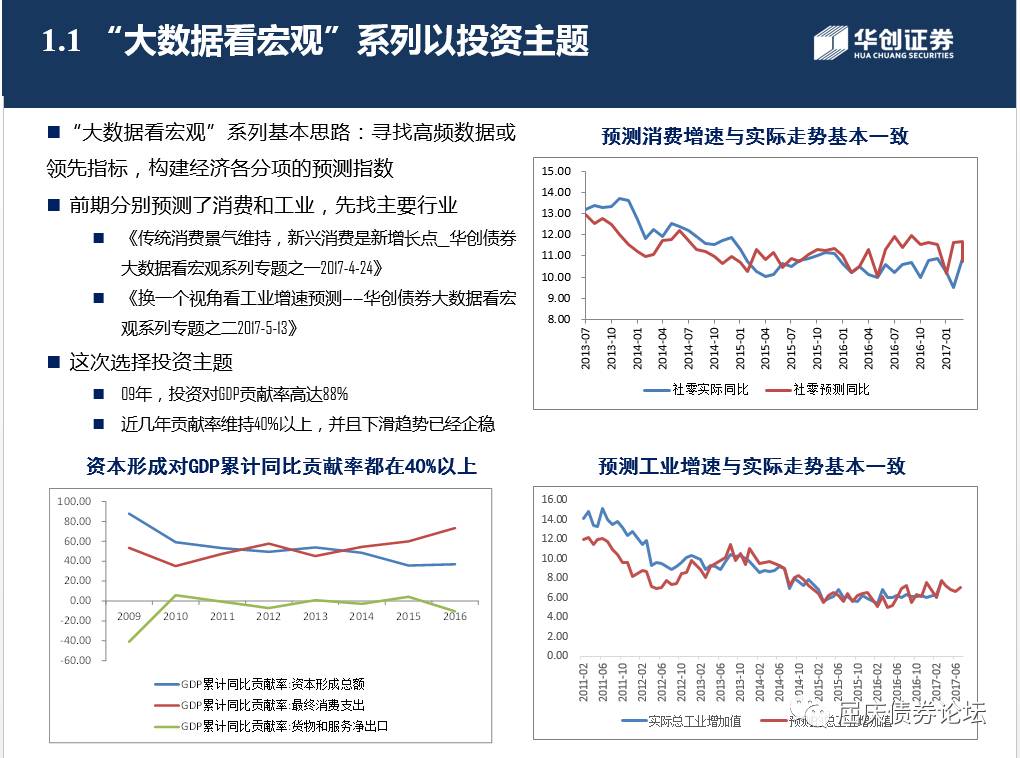 1.1 “大数据看宏观”系列以投资主题
华创证券
HUA CHUANG SECURITIES
■ “大数据看宏观”系列基本思路：寻找高频数据或
领先指标，构建经济各分项的预测指数
■ 前期分别预测了消费和工业，先找主要行业
■ 《传统消费景气维持，新兴消费是新增长点_华创债券
大数据看宏观系列专题之一2017-4-24》
■ 《换一个视角看工业增速预测--华创债券大数据看宏
观系列专题之二2017-5-13》
■ 这次选择投资主题
■ 09年，投资对GDP贡献率高达88%
■ 近几年贡献率维持40%以上，并且下滑趋势已经企稳
预测消费增速与实际走势基本一致
15.00
14.00
13.00
12.00
11.00
10.00
9.00
8.00
2013-07 2013-10 2014-01 2014-04 2014-07 2014-10 2015-01 2015-04 2015-07 2015-10 2016-01 2016-04 2016-07 2016-10 2017-01
社零实际同比 社零预测同比
资本形成对GDP累计同比贡献率都在40%以上
100.00
80.00
60.00
40.00
20.00
0.00
-20.00
-40.00
-60.00
2009 2010 2011 2012 2013 2014 2015 2016
GDP累计同比贡献率:资本形成总额
GDP累计同比贡献率:最终消费支出
GDP累计同比贡献率:货物和服务净出口
预测工业增速与实际走势基本一致
16.00
14.00
12.00
10.00
8.00
6.00
4.00
2.00
0.00
2011-02 2011-06 2011-10 2012-02 2012-06 2012-10 2013-02 2013-06 2013-10 2014-02 2014-06 2014-10 2015-02 2015-06 2015-10 2016-02 2016-06 2016-10 2017-02 2017-06
实际总工业增加值 预测总工业增加值
屈庆债券论坛